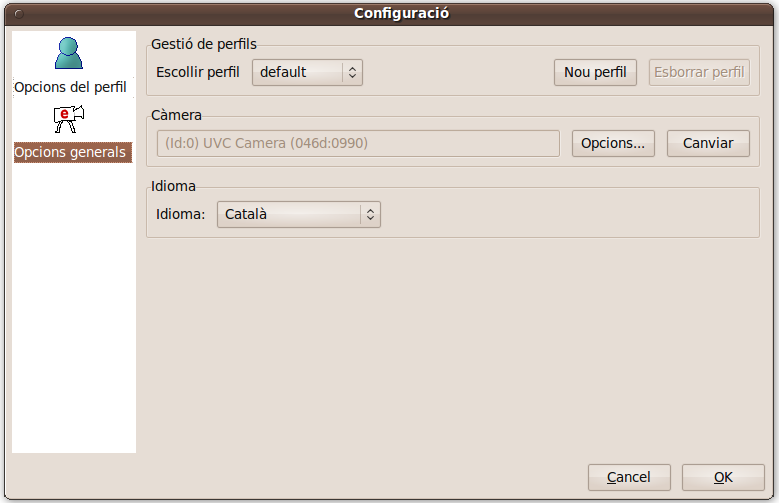 Configuració
Opcions del perfil
e
Opcions generals
Gestió de perfils
Escollir perfil default Nou perfil Esborrar perfil
Càmera
(Id:0) UVC Camera (046d:0990) Opcions... Canviar
Idioma
Idioma: Català
Cancel OK